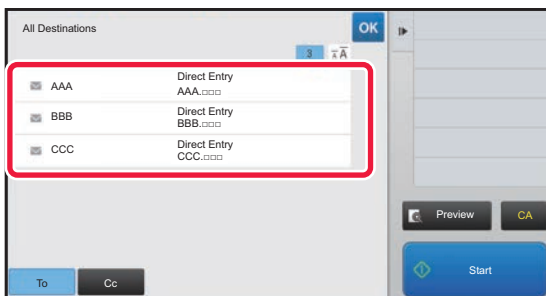 All Destinations
OK
3 AA
AAA Direct Entry
AAA.□□□
BBB Direct Entry
BBB.□□□
CCC Direct Entry
CCC.□□□
Preview CA
Start
To Cc